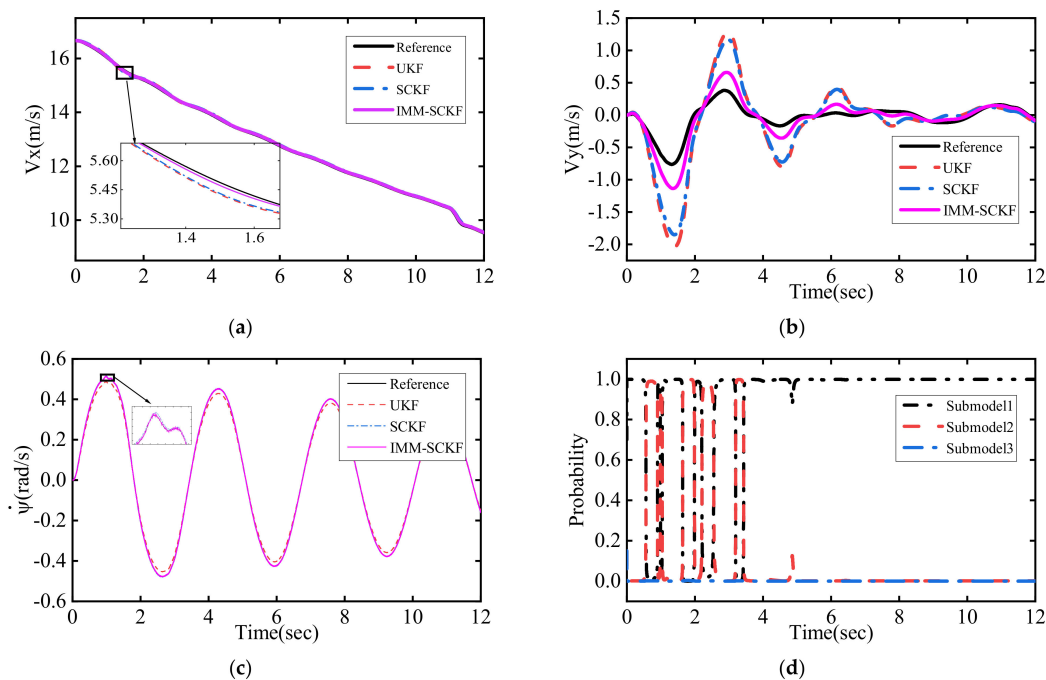 16
14
12
10
Vx(m/s)
Reference
UKF
SCKF
IMM-SCKF
5.60
5.45
5.30
1.4
1.6
0
2
4
6
8
10
12
(a)
1.5
1.0
0.5
0.0
-0.5
-1.0
-1.5
-2.0
Vy(m/s)
Reference
UKF
SCKF
IMM-SCKF
0
2
4
6
8
10
12
Time(sec)
(b)
0.6
0.4
0.2
0.0
-0.2
-0.4
-0.6
ψ̇(rad/s)
Reference
UKF
SCKF
IMM-SCKF
0
2
4
6
8
10
12
Time(sec)
(c)
1.0
0.8
0.6
0.4
0.2
0.0
Probability
Submodel1
Submodel2
Submodel3
0
2
4
6
8
10
12
Time(sec)
(d)